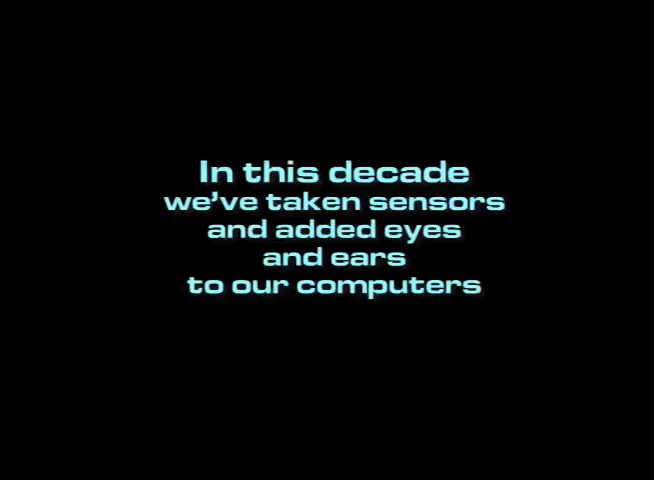 In this decade
we’ve taken sensors
and added eyes
and ears
to our computers